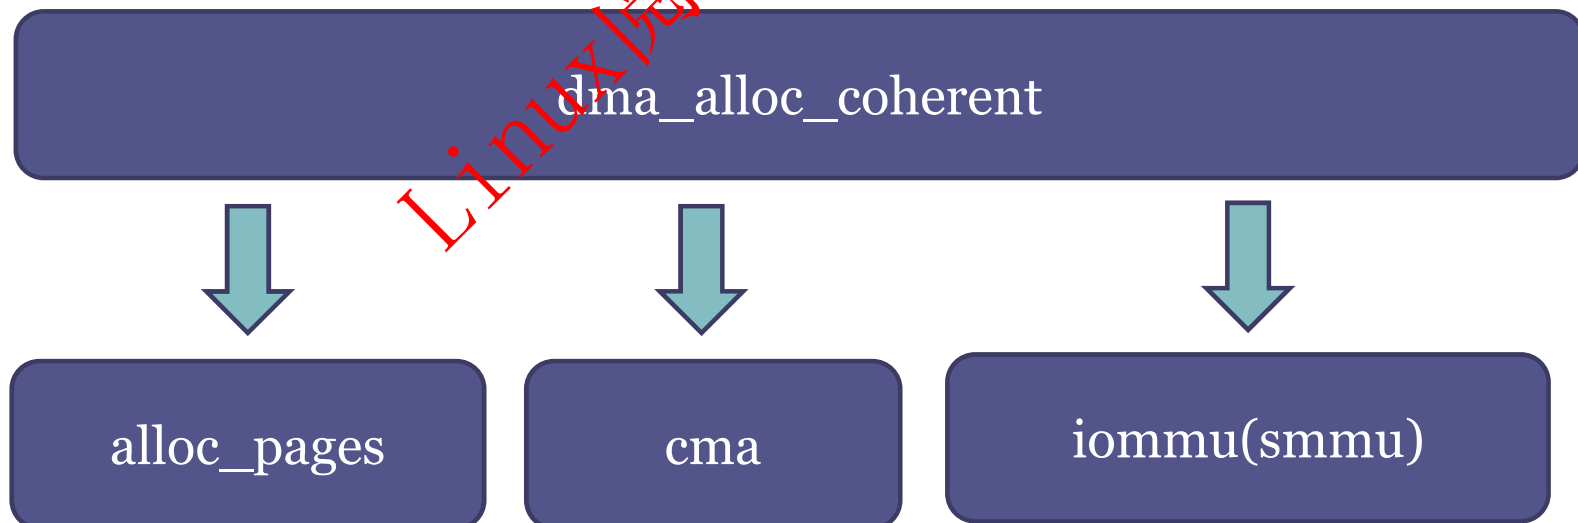 dma_alloc_coherent
Linux
alloc_pages
cma
iommu(smmu)